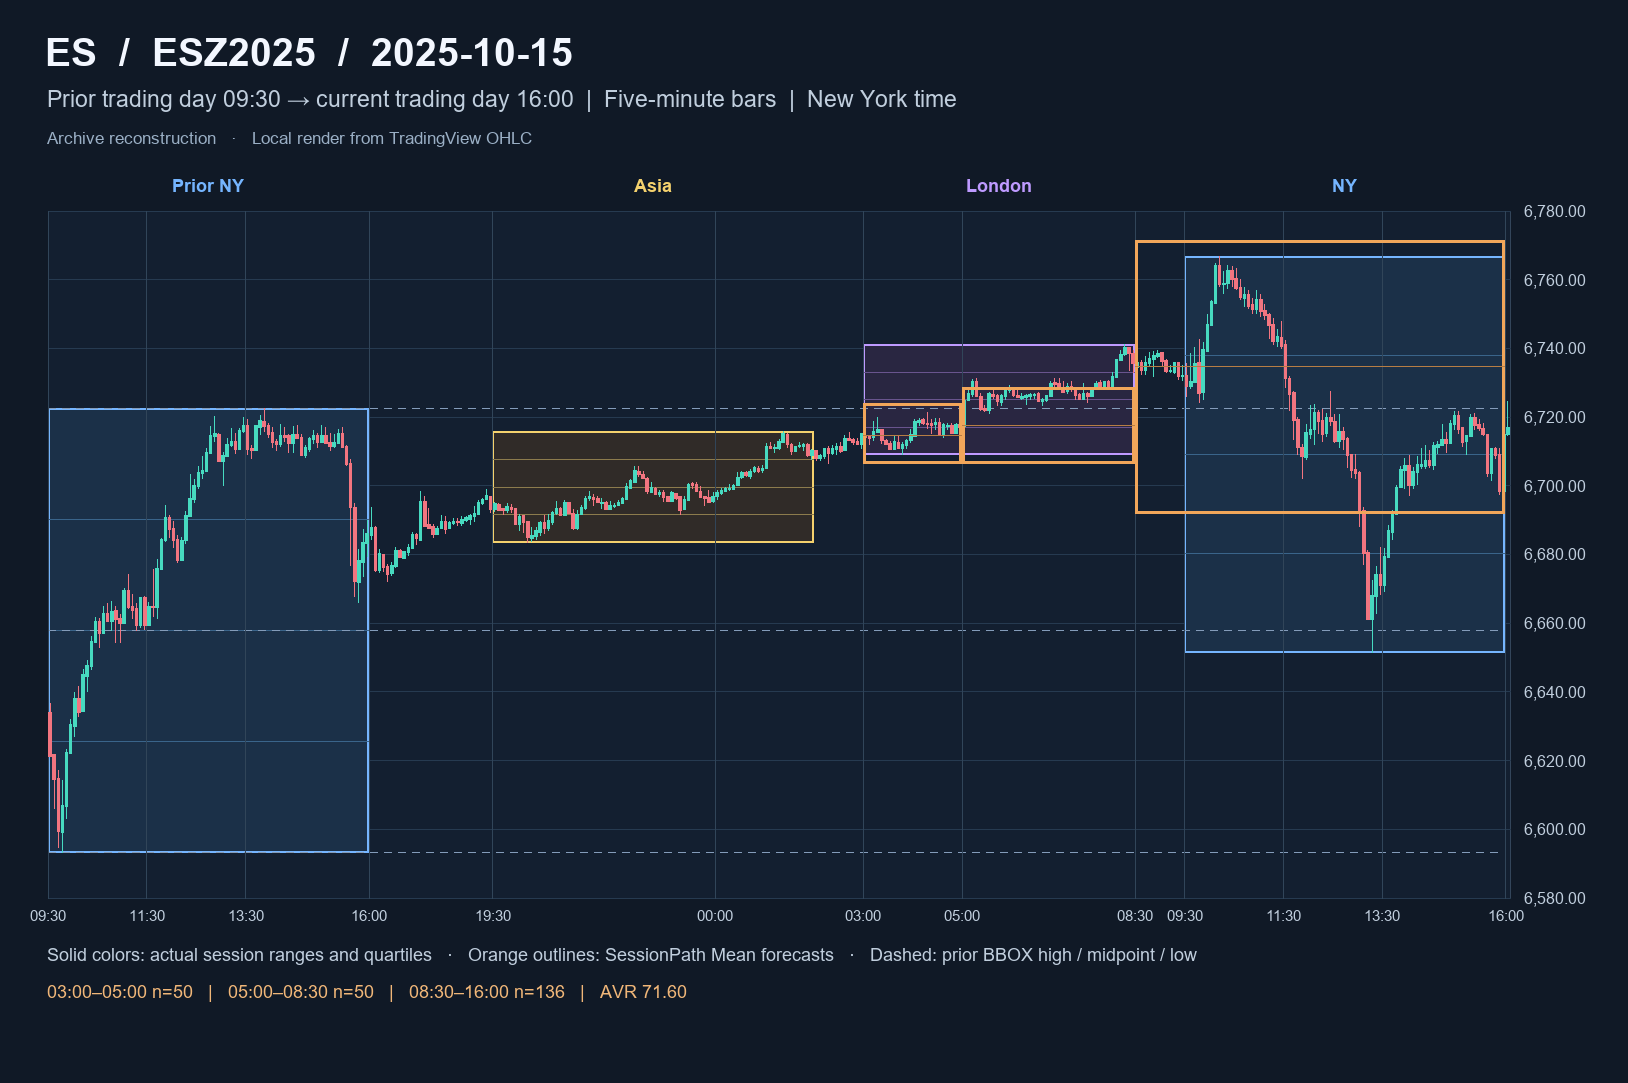 ES / ESZ2025 / 2025-10-15
Prior trading day 09:30 → current trading day 16:00 | Five-minute bars | New York time
Archive reconstruction · Local render from TradingView OHLC
Prior NY Asia London NY
6,780.00
6,760.00
6,740.00
6,720.00
6,700.00
6,680.00
6,660.00
6,640.00
6,620.00
6,600.00
6,580.00
09:30 11:30 13:30 16:00 19:30 00:00 03:00 05:00 08:30 09:30 11:30 13:30 16:00
Solid colors: actual session ranges and quartiles · Orange outlines: SessionPath Mean forecasts · Dashed: prior BBOX high / midpoint / low
03:00–05:00 n=50 | 05:00–08:30 n=50 | 08:30–16:00 n=136 | AVR 71.60